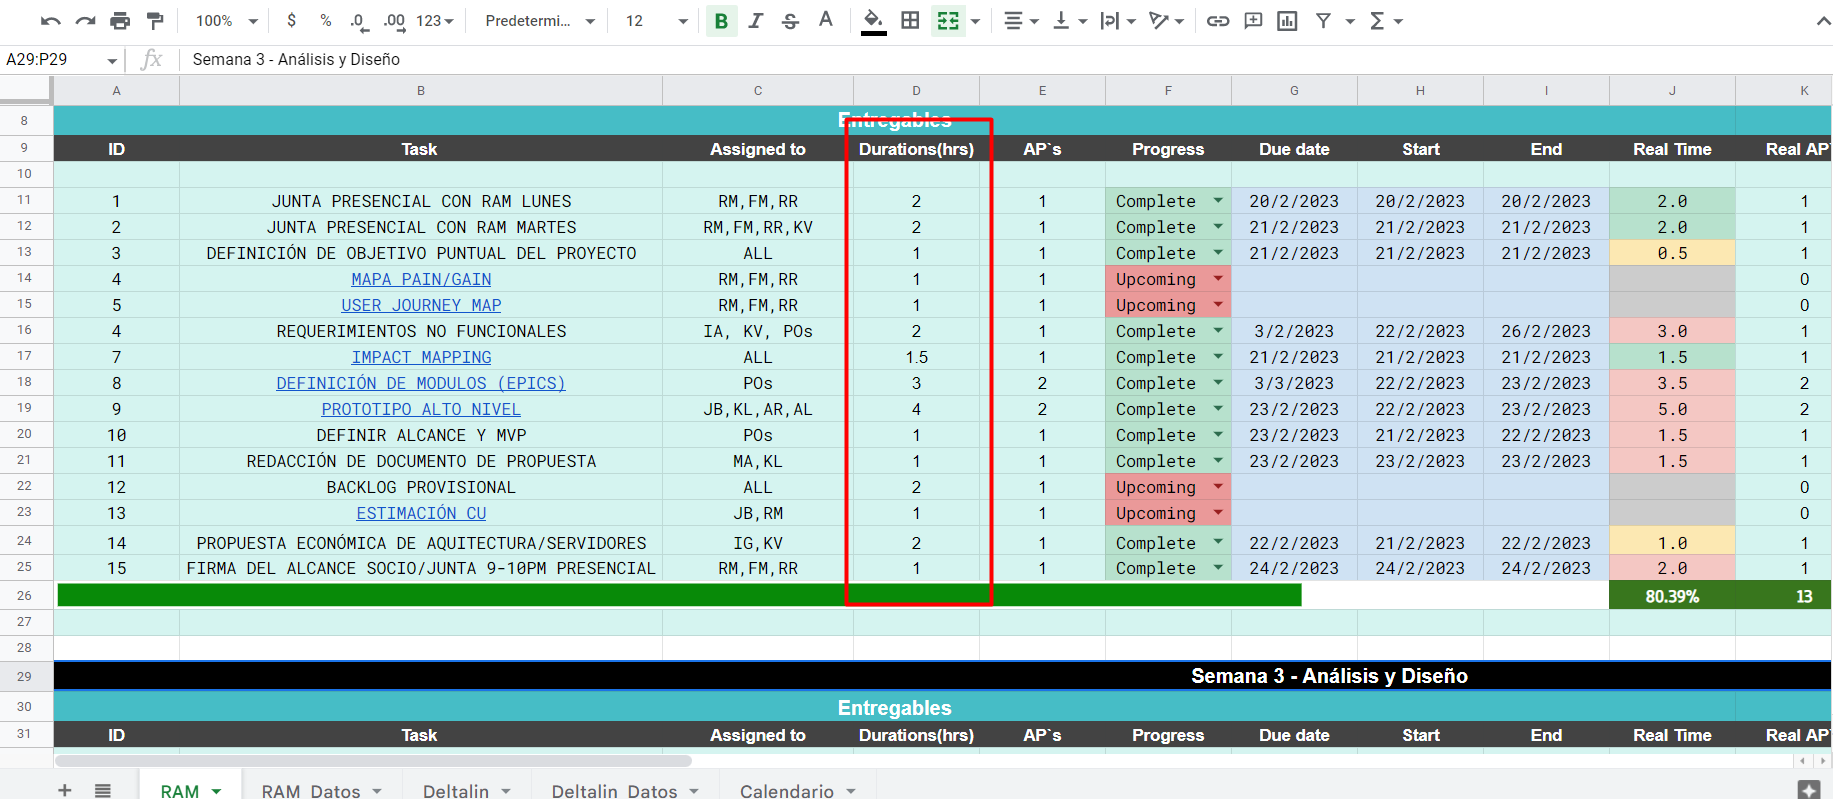 100% $ % .0 .00 123 Predetermi... 12 B I S A Σ
A29:P29 fx Semana 3 - Análisis y Diseño
A B C D E F G H I J K
8 Entregables
9 ID Task Assigned to Durations(hrs) AP`s Progress Due date Start End Real Time Real AP`
10
11 1 JUNTA PRESENCIAL CON RAM LUNES RM,FM,RR 2 1 Complete 20/2/2023 20/2/2023 20/2/2023 2.0 1
12 2 JUNTA PRESENCIAL CON RAM MARTES RM,FM,RR,KV 2 1 Complete 21/2/2023 21/2/2023 21/2/2023 2.0 1
13 3 DEFINICIÓN DE OBJETIVO PUNTUAL DEL PROYECTO ALL 1 1 Complete 21/2/2023 21/2/2023 21/2/2023 0.5 1
14 4 MAPA PAIN/GAIN RM,FM,RR 1 1 Upcoming 0
15 5 USER JOURNEY MAP RM,FM,RR 1 1 Upcoming 0
16 4 REQUERIMIENTOS NO FUNCIONALES IA, KV, POs 2 1 Complete 3/2/2023 22/2/2023 26/2/2023 3.0 1
17 7 IMPACT MAPPING ALL 1.5 1 Complete 21/2/2023 21/2/2023 21/2/2023 1.5 1
18 8 DEFINICIÓN DE MODULOS (EPICS) POs 3 2 Complete 3/3/2023 22/2/2023 23/2/2023 3.5 2
19 9 PROTOTIPO ALTO NIVEL JB,KL,AR,AL 4 2 Complete 23/2/2023 22/2/2023 23/2/2023 5.0 2
20 10 DEFINIR ALCANCE Y MVP POs 1 1 Complete 23/2/2023 21/2/2023 22/2/2023 1.5 1
21 11 REDACCIÓN DE DOCUMENTO DE PROPUESTA MA,KL 1 1 Complete 23/2/2023 23/2/2023 23/2/2023 1.5 1
22 12 BACKLOG PROVISIONAL ALL 2 1 Upcoming 0
23 13 ESTIMACIÓN CU JB,RM 1 1 Upcoming 0
24 14 PROPUESTA ECONÓMICA DE AQUITECTURA/SERVIDORES IG,KV 2 1 Complete 22/2/2023 21/2/2023 22/2/2023 1.0 1
25 15 FIRMA DEL ALCANCE SOCIO/JUNTA 9-10PM PRESENCIAL RM,FM,RR 1 1 Complete 24/2/2023 24/2/2023 24/2/2023 2.0 1
26 80.39% 13
27
28
29 Semana 3 - Análisis y Diseño
30 Entregables
31 ID Task Assigned to Durations(hrs) AP`s Progress Due date Start End Real Time Real AP`
+ RAM RAM_Datos Deltalin Deltalin_Datos Calendario